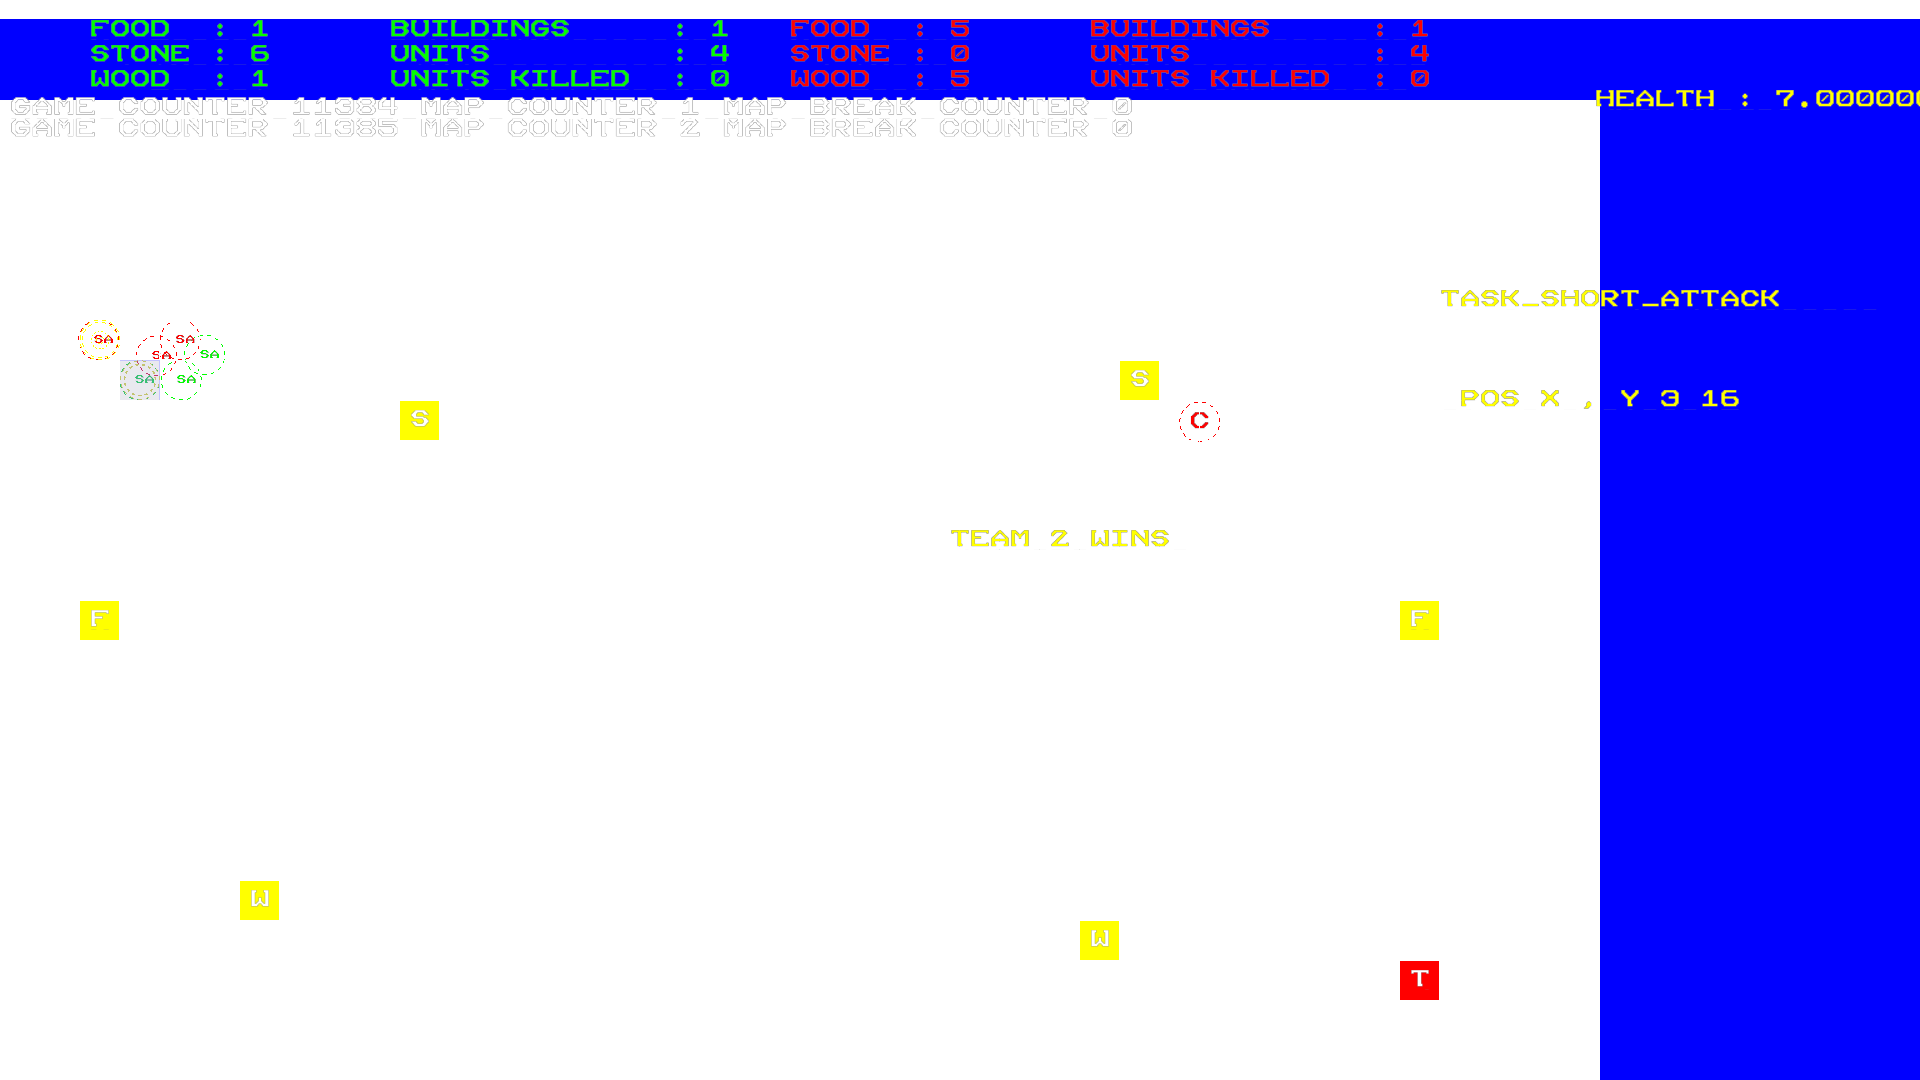 FOOD : 1 BUILDINGS : 1 FOOD : 5 BUILDINGS : 1
STONE : 6 UNITS : 4 STONE : 0 UNITS : 4
WOOD : 1 UNITS KILLED : 0 WOOD : 5 UNITS KILLED : 0
GAME COUNTER 11384 MAP COUNTER 1 MAP BREAK COUNTER 0
HEALTH : 7.000000
GAME COUNTER 11385 MAP COUNTER 2 MAP BREAK COUNTER 0
TASK_SHORT_ATTACK
SA SA
SA SA
SA SA
S
POS X , Y 3 16
S
C
TEAM 2 WINS
F F
W
W
T